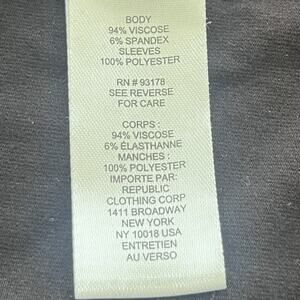 BODY
94% VISCOSE
6% SPANDEX
SLEEVES
100% POLYESTER
RN # 93178
SEE REVERSE
FOR CARE
CORPS :
94% VISCOSE
6% ÉLASTHANNE
MANCHES :
100% POLYESTER
IMPORTE PAR:
REPUBLIC
CLOTHING CORP
1411 BROADWAY
NEW YORK
NY 10018 USA
ENTRETIEN
AU VERSO